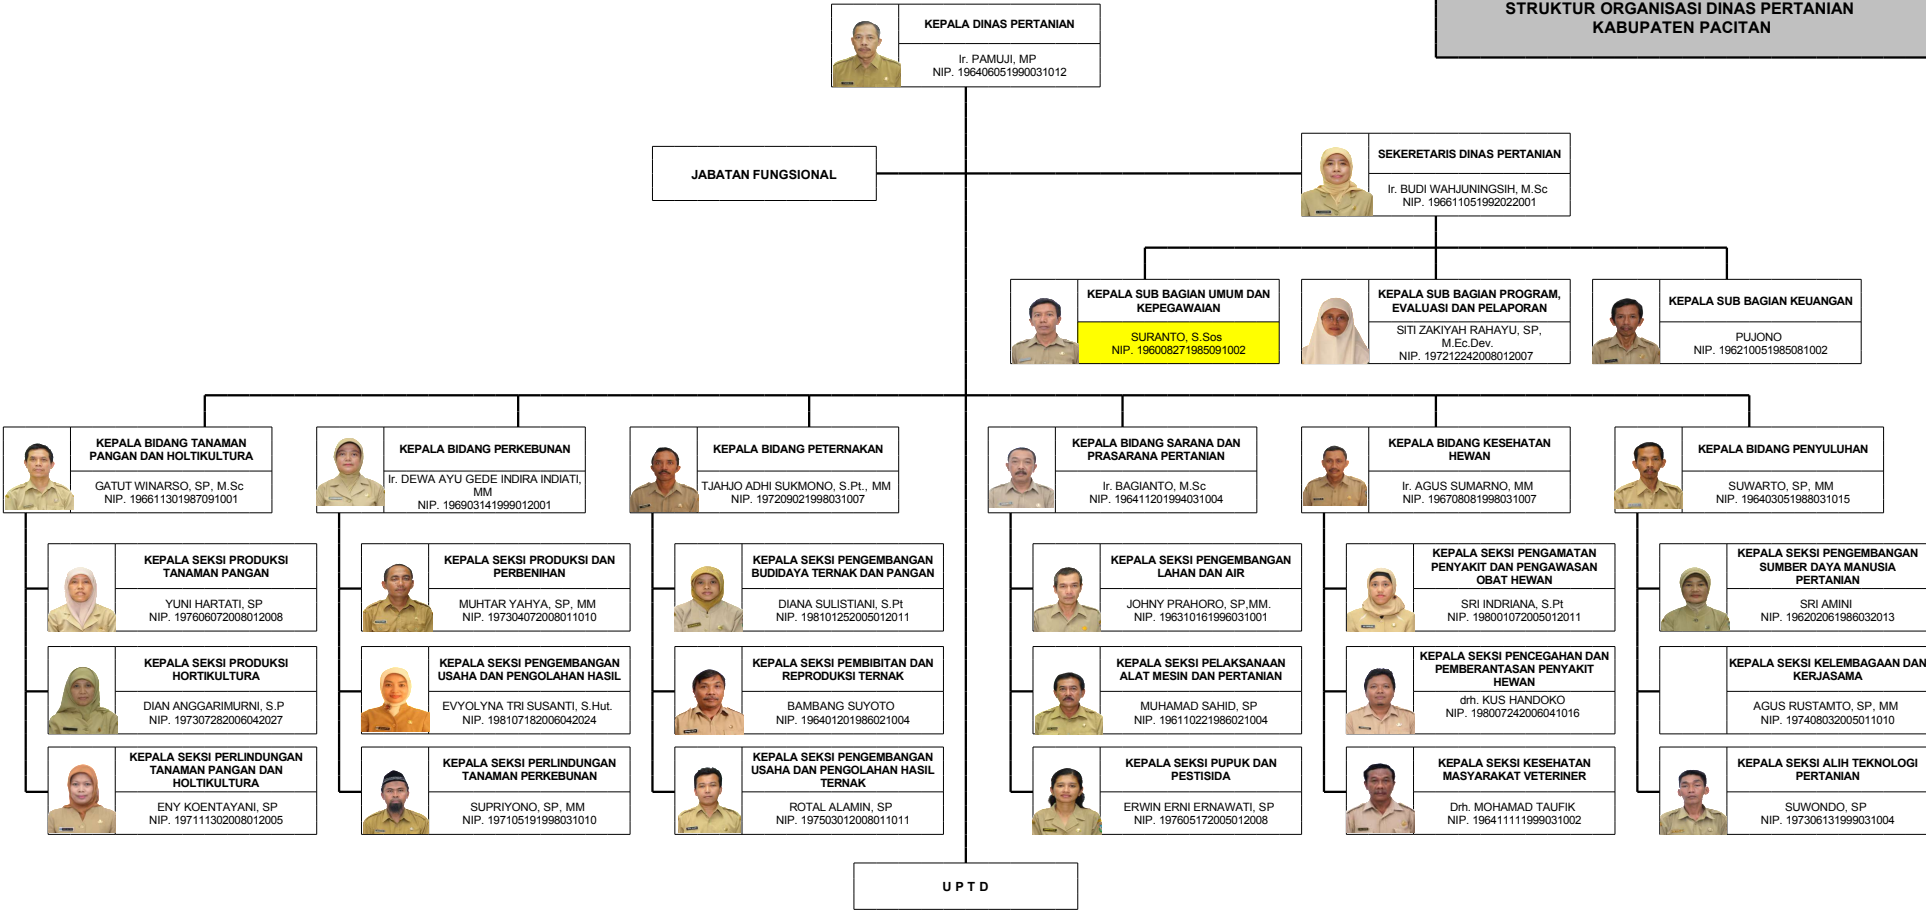 STRUKTUR ORGANISASI DINAS PERTANIAN
KABUPATEN PACITAN
KEPALA DINAS PERTANIAN
Ir. PAMUJI, MP
NIP. 196406051990031012
JABATAN FUNGSIONAL
SEKERETARIS DINAS PERTANIAN
Ir. BUDI WAHJUNINGSIH, M.Sc
NIP. 196611051992022001
KEPALA SUB BAGIAN UMUM DAN
KEPEGAWAIAN
SURANTO, S.Sos
NIP. 196008271985091002
KEPALA SUB BAGIAN PROGRAM,
EVALUASI DAN PELAPORAN
SITI ZAKIYAH RAHAYU, SP,
M.Ec.Dev.
NIP. 197212242008012007
KEPALA SUB BAGIAN KEUANGAN
PUJONO
NIP. 196210051985081002
KEPALA BIDANG TANAMAN
PANGAN DAN HOLTIKULTURA
GATUT WINARSO, SP, M.Sc
NIP. 196611301987091001
KEPALA BIDANG PERKEBUNAN
Ir. DEWA AYU GEDE INDIRA INDIATI,
MM
NIP. 196903141999012001
KEPALA BIDANG PETERNAKAN
TJAHJO ADHI SUKMONO, S.Pt., MM
NIP. 197209021998031007
KEPALA BIDANG SARANA DAN
PRASARANA PERTANIAN
Ir. BAGIANTO, M.Sc
NIP. 196411201994031004
KEPALA BIDANG KESEHATAN
HEWAN
Ir. AGUS SUMARNO, MM
NIP. 196708081998031007
KEPALA BIDANG PENYULUHAN
SUWARTO, SP, MM
NIP. 196403051988031015
KEPALA SEKSI PRODUKSI
TANAMAN PANGAN
YUNI HARTATI, SP
NIP. 197606072008012008
KEPALA SEKSI PRODUKSI DAN
PERBENIHAN
MUHTAR YAHYA, SP, MM
NIP. 197304072008011010
KEPALA SEKSI PENGEMBANGAN
BUDIDAYA TERNAK DAN PANGAN
DIANA SULISTIANI, S.Pt
NIP. 198101252005012011
KEPALA SEKSI PENGEMBANGAN
LAHAN DAN AIR
JOHNY PRAHORO, SP,MM.
NIP. 196310161996031001
KEPALA SEKSI PENGAMATAN
PENYAKIT DAN PENGAWASAN
OBAT HEWAN
SRI INDRIANA, S.Pt
NIP. 198001072005012011
KEPALA SEKSI PENGEMBANGAN
SUMBER DAYA MANUSIA
PERTANIAN
SRI AMINI
NIP. 196202061986032013
KEPALA SEKSI PRODUKSI
HORTIKULTURA
DIAN ANGGARIMURNI, S.P
NIP. 197307282006042027
KEPALA SEKSI PENGEMBANGAN
USAHA DAN PENGOLAHAN HASIL
EVYOLYNA TRI SUSANTI, S.Hut.
NIP. 198107182006042024
KEPALA SEKSI PEMBIBITAN DAN
REPRODUKSI TERNAK
BAMBANG SUYOTO
NIP. 196401201986021004
KEPALA SEKSI PELAKSANAAN
ALAT MESIN DAN PERTANIAN
MUHAMAD SAHID, SP
NIP. 196110221986021004
KEPALA SEKSI PENCEGAHAN DAN
PEMBERANTASAN PENYAKIT
HEWAN
drh. KUS HANDOKO
NIP. 198007242006041016
KEPALA SEKSI KELEMBAGAAN DAN
KERJASAMA
AGUS RUSTAMTO, SP, MM
NIP. 197408032005011010
KEPALA SEKSI PERLINDUNGAN
TANAMAN PANGAN DAN
HOLTIKULTURA
ENY KOENTAYANI, SP
NIP. 197111302008012005
KEPALA SEKSI PERLINDUNGAN
TANAMAN PERKEBUNAN
SUPRIYONO, SP, MM
NIP. 197105191998031010
KEPALA SEKSI PENGEMBANGAN
USAHA DAN PENGOLAHAN HASIL
TERNAK
ROTAL ALAMIN, SP
NIP. 197503012008011011
KEPALA SEKSI PUPUK DAN
PESTISIDA
ERWIN ERNI ERNAWATI, SP
NIP. 197605172005012008
KEPALA SEKSI KESEHATAN
MASYARAKAT VETERINER
Drh. MOHAMAD TAUFIK
NIP. 196411111999031002
KEPALA SEKSI ALIH TEKNOLOGI
PERTANIAN
SUWONDO, SP
NIP. 197306131999031004
U P T D